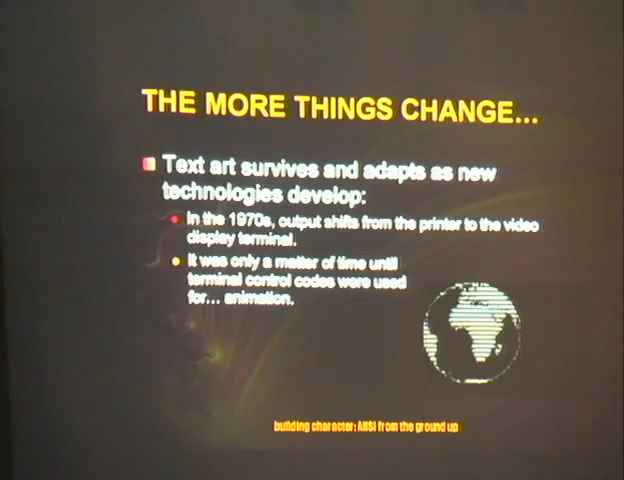 THE MORE THINGS CHANGE...
Text art survives and adapts as new
technologies develop:
In the 1970s, output shifts from the printer to the video
display terminal.
It was only a matter of time until
terminal control codes were used
for... animation.
building character: ANSI from the ground up